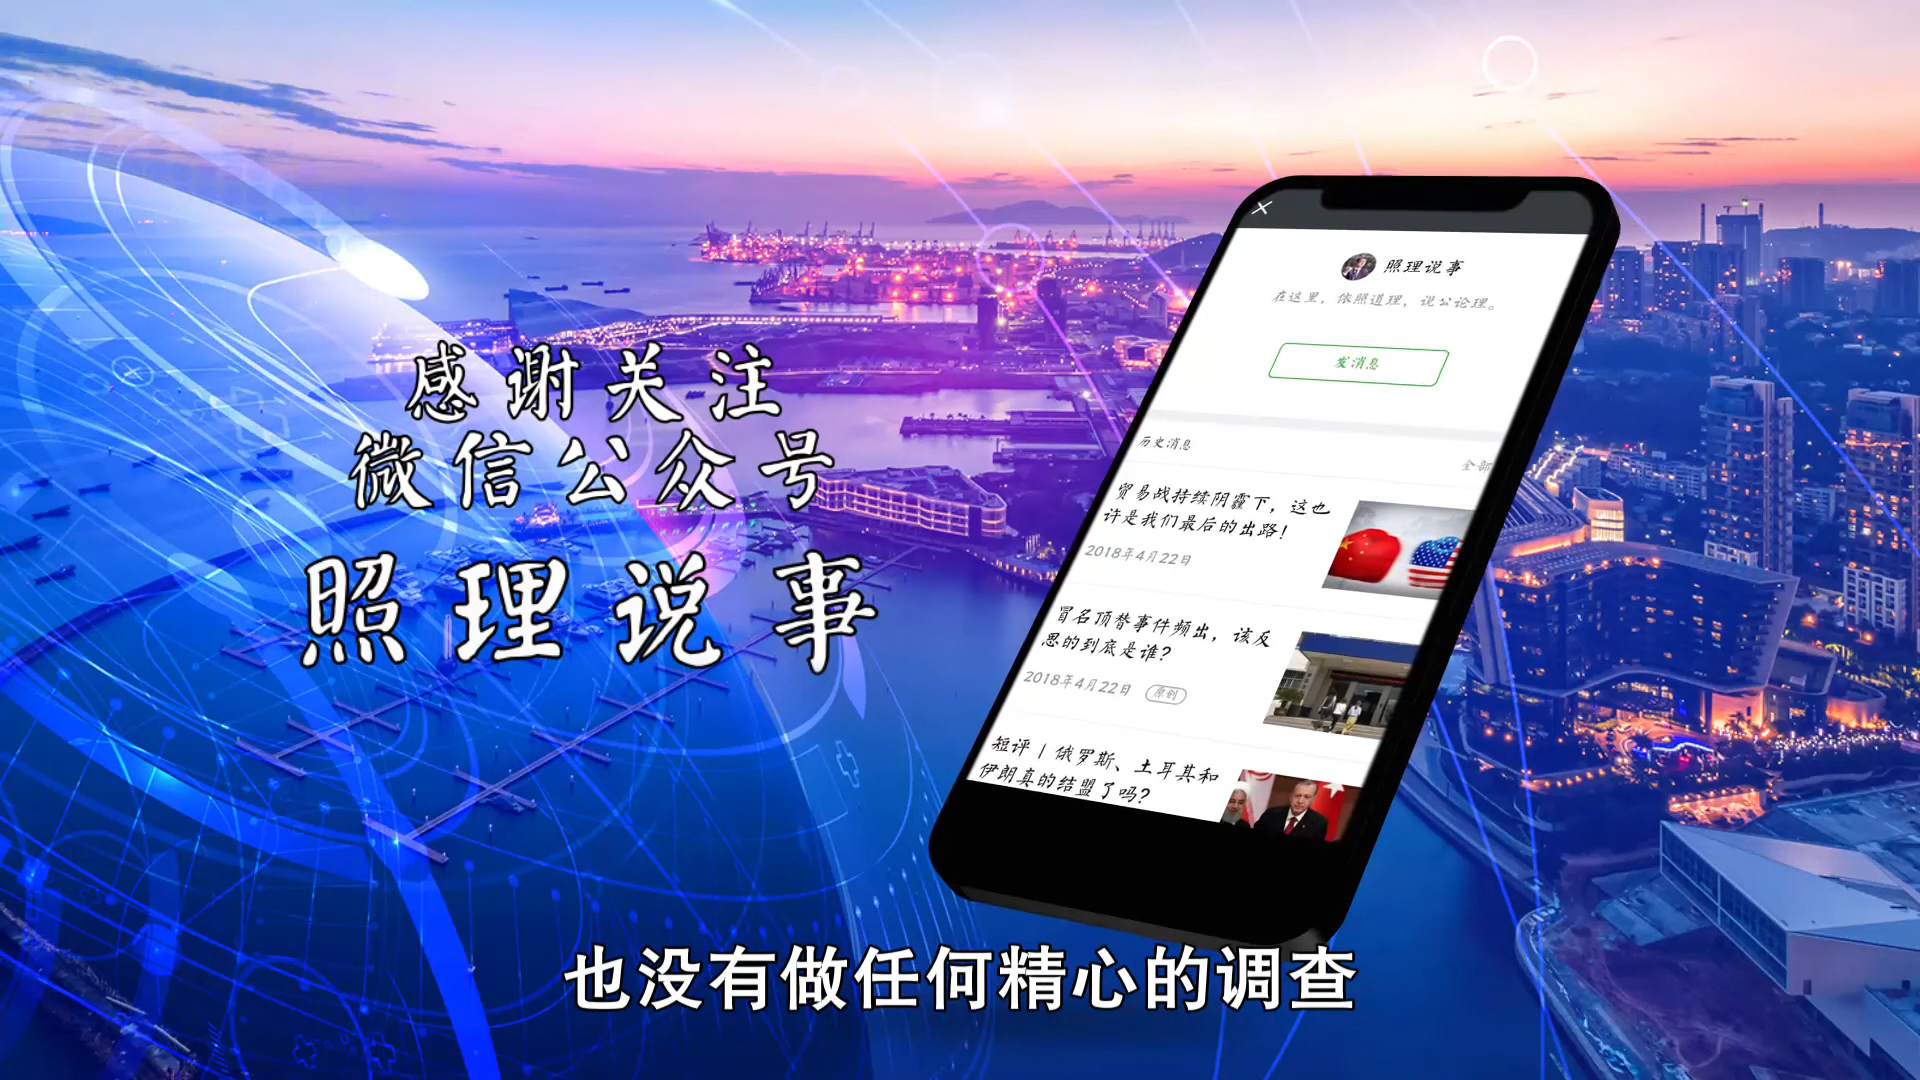 感谢关注
微信公众号
照理说事
照理说事
在这里，依照道理，说公论理。
发消息
历史消息
全部
贸易战持续阴霾下，这也
许是我们最后的出路！
2018年4月22日
冒名顶替事件频出，该反
思的到底是谁？
2018年4月22日 原创
短评 | 俄罗斯、土耳其和
伊朗真的结盟了吗？
也没有做任何精心的调查